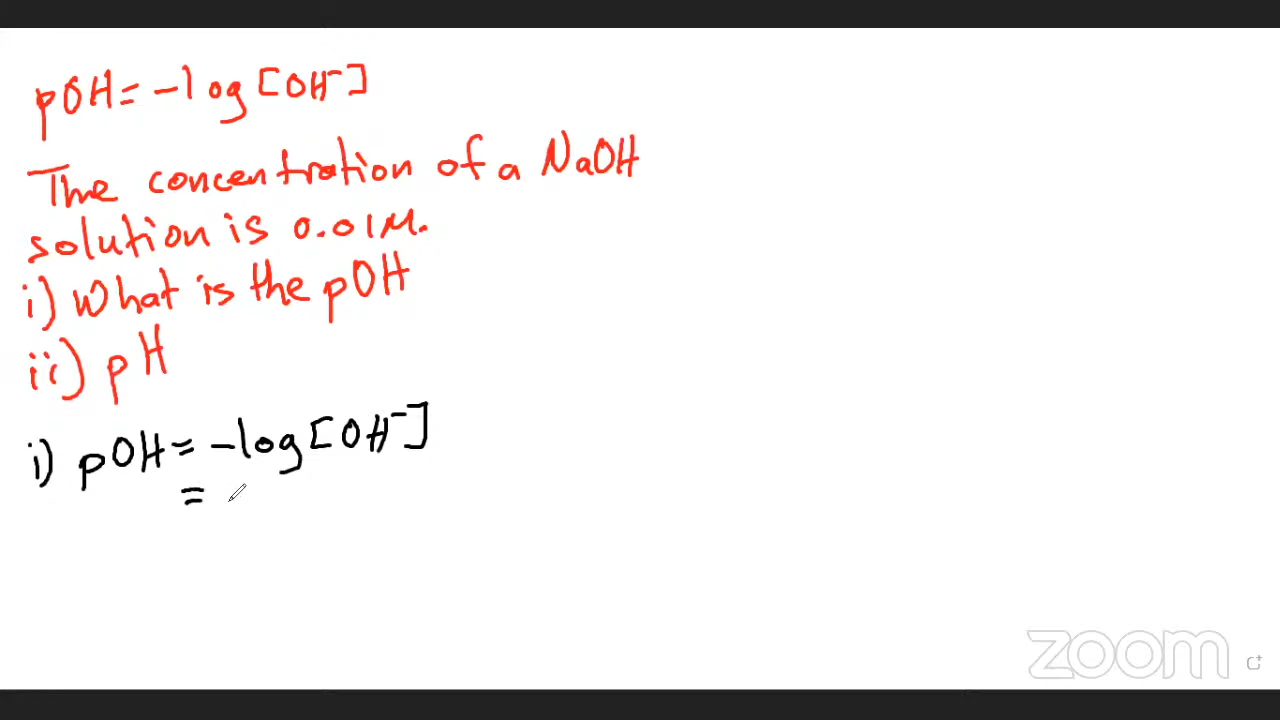 pOH = -log [OH⁻]
The concentration of a NaOH
solution is 0.01M.
i) What is the pOH
ii) pH
i) pOH = -log [OH⁻]
=
zoom